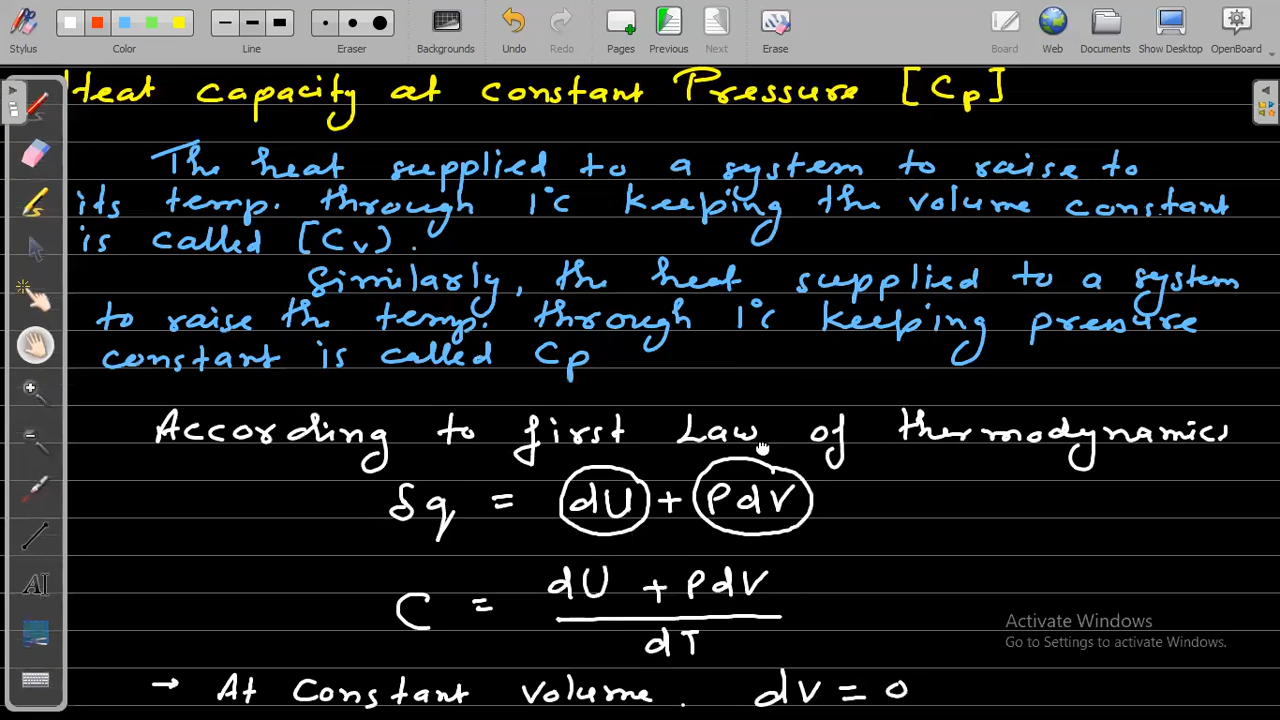 Stylus Color Line Eraser Backgrounds Undo Redo Pages Previous Next Erase Board Web Documents Show Desktop OpenBoard
Heat capacity at constant Pressure [Cp]
The heat supplied to a system to raise to
its temp. through 1°c keeping the volume constant
is called [Cv).
Similarly, the heat supplied to a system
to raise the temp. through 1°c keeping pressure
constant is called Cp
According to first Law of thermodynamics
δq = dU + PdV
C = dU + PdV
dT
→ At constant volume. dv = 0
Activate Windows
Go to Settings to activate Windows.
AI